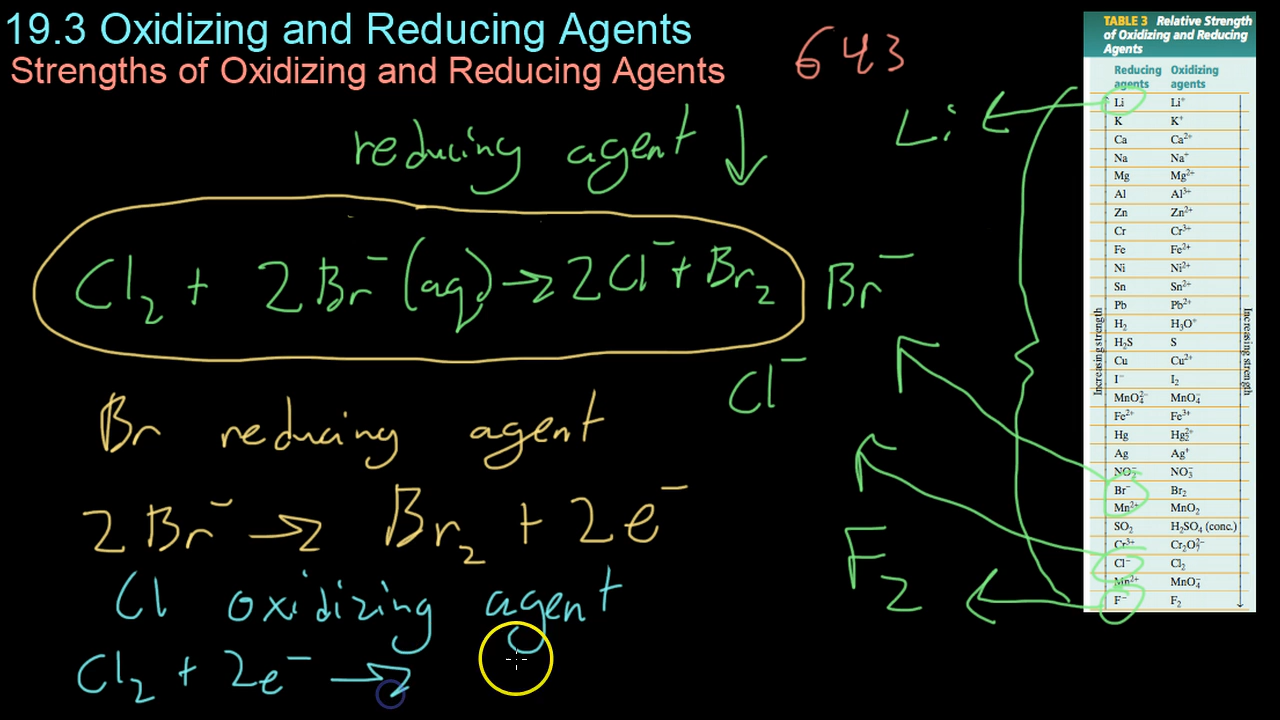 19.3 Oxidizing and Reducing Agents
Strengths of Oxidizing and Reducing Agents
643
reducing agent ↓
Cl₂ + 2Br⁻(aq) → 2Cl⁻ + Br₂
Br reducing agent
2Br⁻ → Br₂ + 2e⁻
Cl oxidizing agent
Cl₂ + 2e⁻ →
Li
Br⁻
Cl⁻
F₂
TABLE 3 Relative Strength
of Oxidizing and Reducing
Agents
Reducing agents Oxidizing agents
Li Li⁺
K K⁺
Ca Ca²⁺
Na Na⁺
Mg Mg²⁺
Al Al³⁺
Zn Zn²⁺
Cr Cr³⁺
Fe Fe²⁺
Ni Ni²⁺
Sn Sn²⁺
Pb Pb²⁺
H₂ H₃O⁺
H₂S S
Cu Cu²⁺
I⁻ I₂
MnO₄²⁻ MnO₄⁻
Fe²⁺ Fe³⁺
Hg Hg₂²⁺
Ag Ag⁺
NO₂⁻ NO₃⁻
Br⁻ Br₂
Mn²⁺ MnO₂
SO₂ H₂SO₄ (conc.)
Cr³⁺ Cr₂O₇²⁻
Cl⁻ Cl₂
Mn²⁺ MnO₄⁻
F⁻ F₂
Increasing strength
Increasing strength